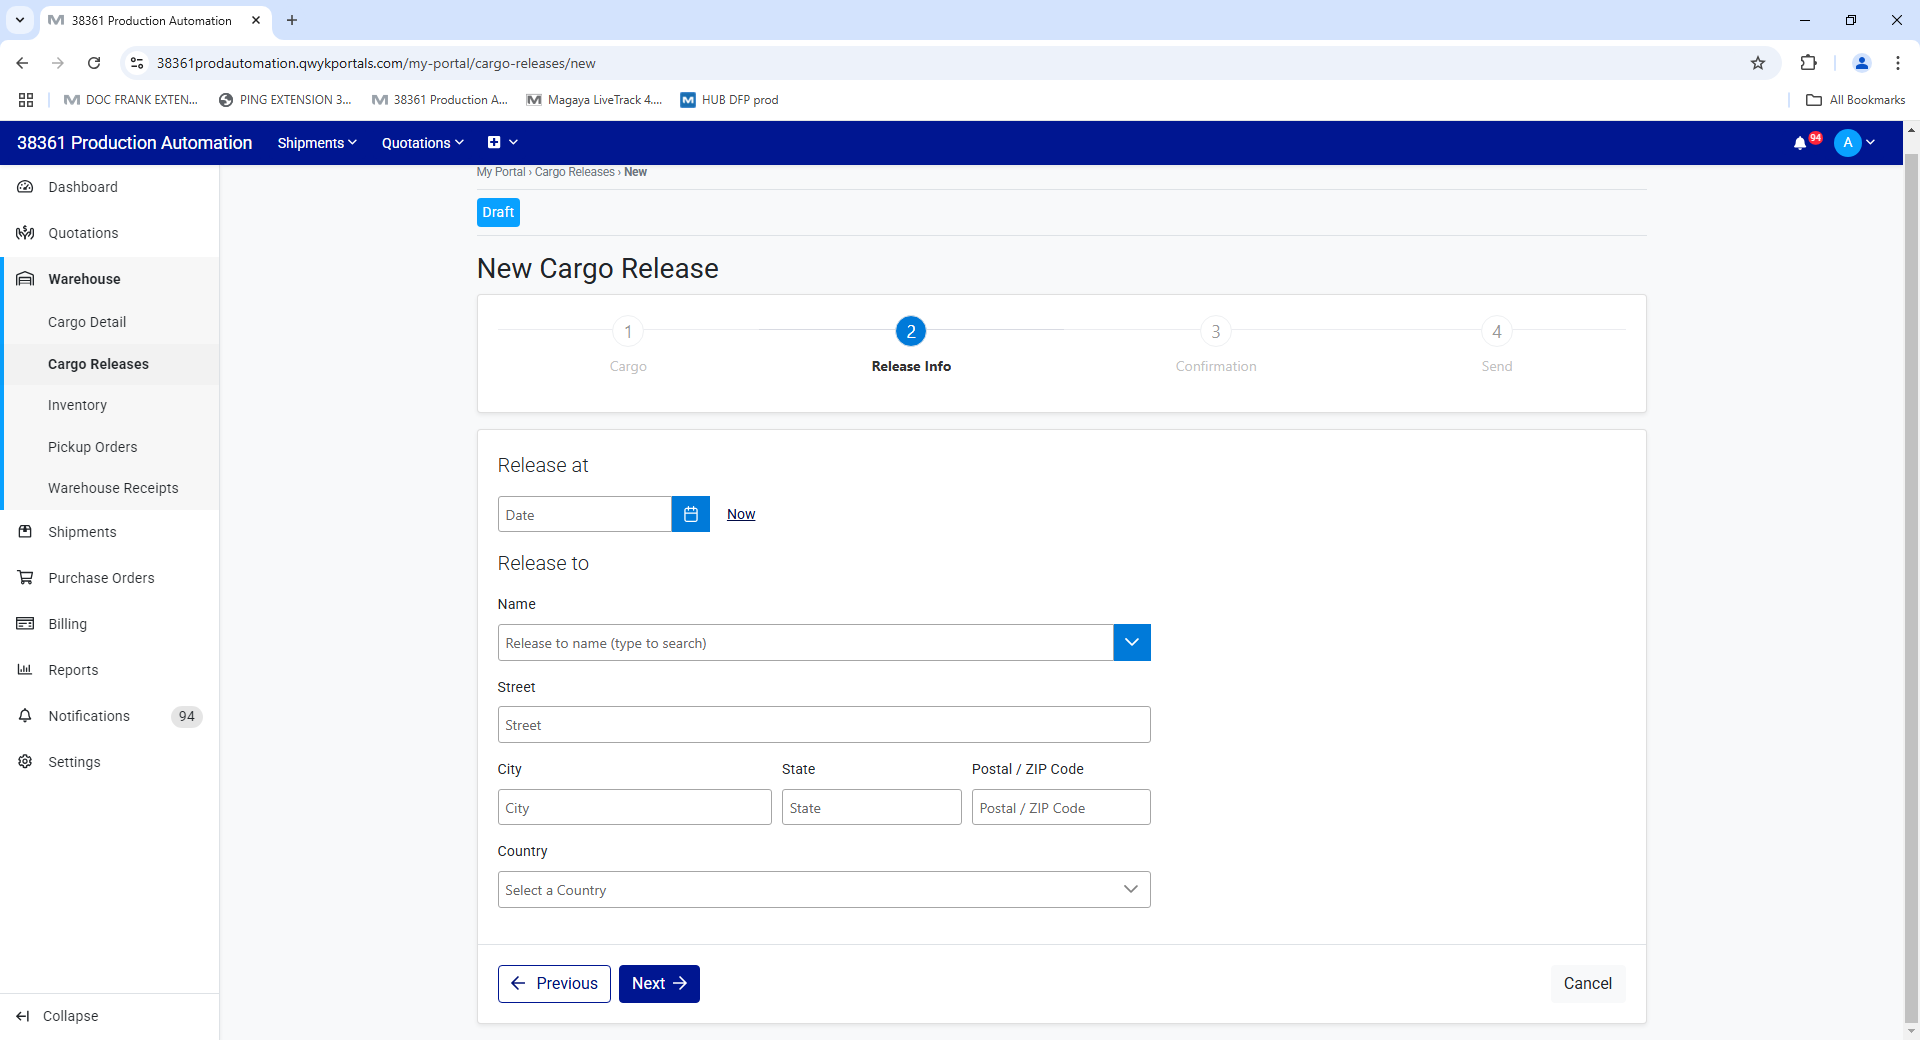 38361 Production Automation
38361prodautomation.qwykportals.com/my-portal/cargo-releases/new
DOC FRANK EXTEN...
PING EXTENSION 3...
38361 Production A...
Magaya LiveTrack 4....
HUB DFP prod
All Bookmarks
38361 Production Automation
Shipments
Quotations
94
A
Dashboard
Quotations
Warehouse
Cargo Detail
Cargo Releases
Inventory
Pickup Orders
Warehouse Receipts
Shipments
Purchase Orders
Billing
Reports
Notifications
94
Settings
Collapse
My Portal › Cargo Releases › New
Draft
New Cargo Release
1
Cargo
2
Release Info
3
Confirmation
4
Send
Release at
Date
Now
Release to
Name
Release to name (type to search)
Street
Street
City
State
Postal / ZIP Code
City
State
Postal / ZIP Code
Country
Select a Country
Previous
Next
Cancel